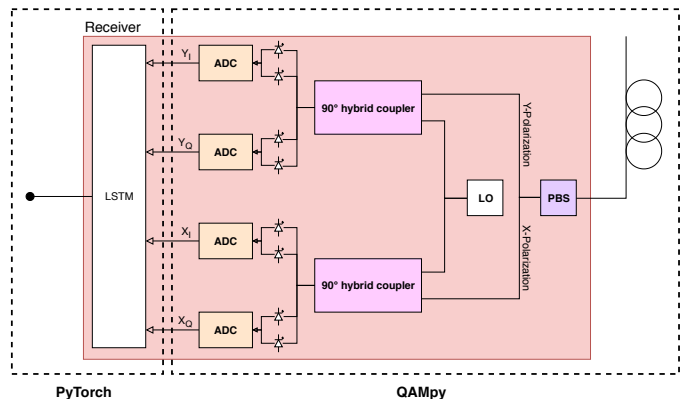 Receiver
Y_I
ADC
90° hybrid coupler
Y-Polarization
Y_Q
ADC
LSTM
LO
PBS
X_I
ADC
X-Polarization
90° hybrid coupler
X_Q
ADC
PyTorch
QAMpy